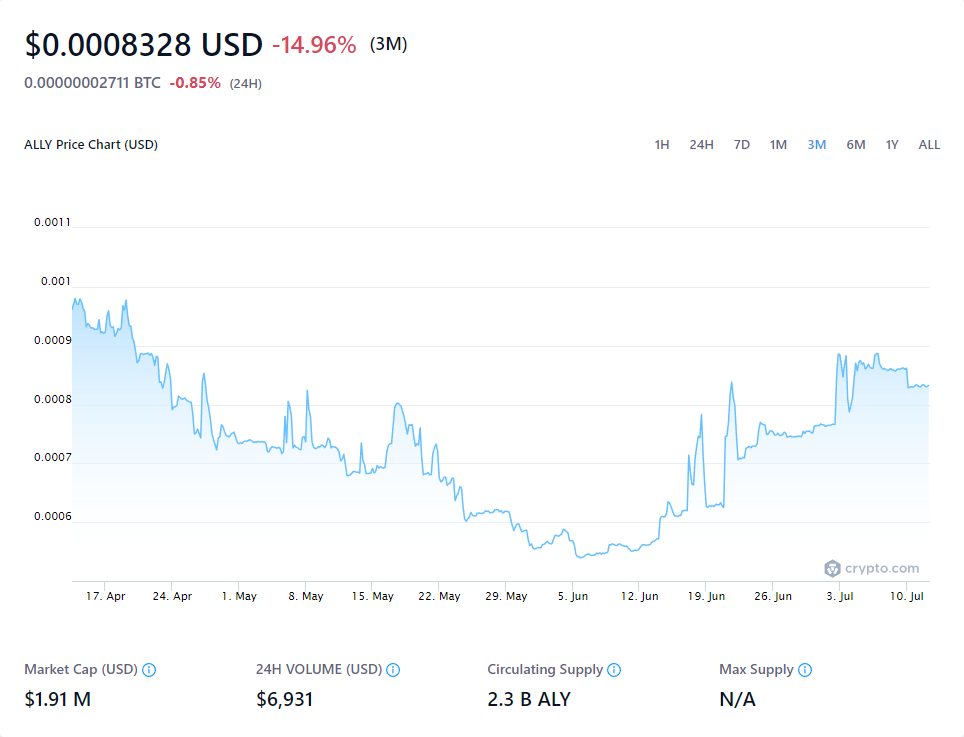 $0.0008328 USD -14.96% (3M)
0.00000002711 BTC -0.85% (24H)
ALLY Price Chart (USD) 1H 24H 7D 1M 3M 6M 1Y ALL
0.0011
0.001
0.0009
0.0008
0.0007
0.0006
crypto.com
17. Apr 24. Apr 1. May 8. May 15. May 22. May 29. May 5. Jun 12. Jun 19. Jun 26. Jun 3. Jul 10. Jul
Market Cap (USD) 24H VOLUME (USD) Circulating Supply Max Supply
$1.91 M $6,931 2.3 B ALY N/A